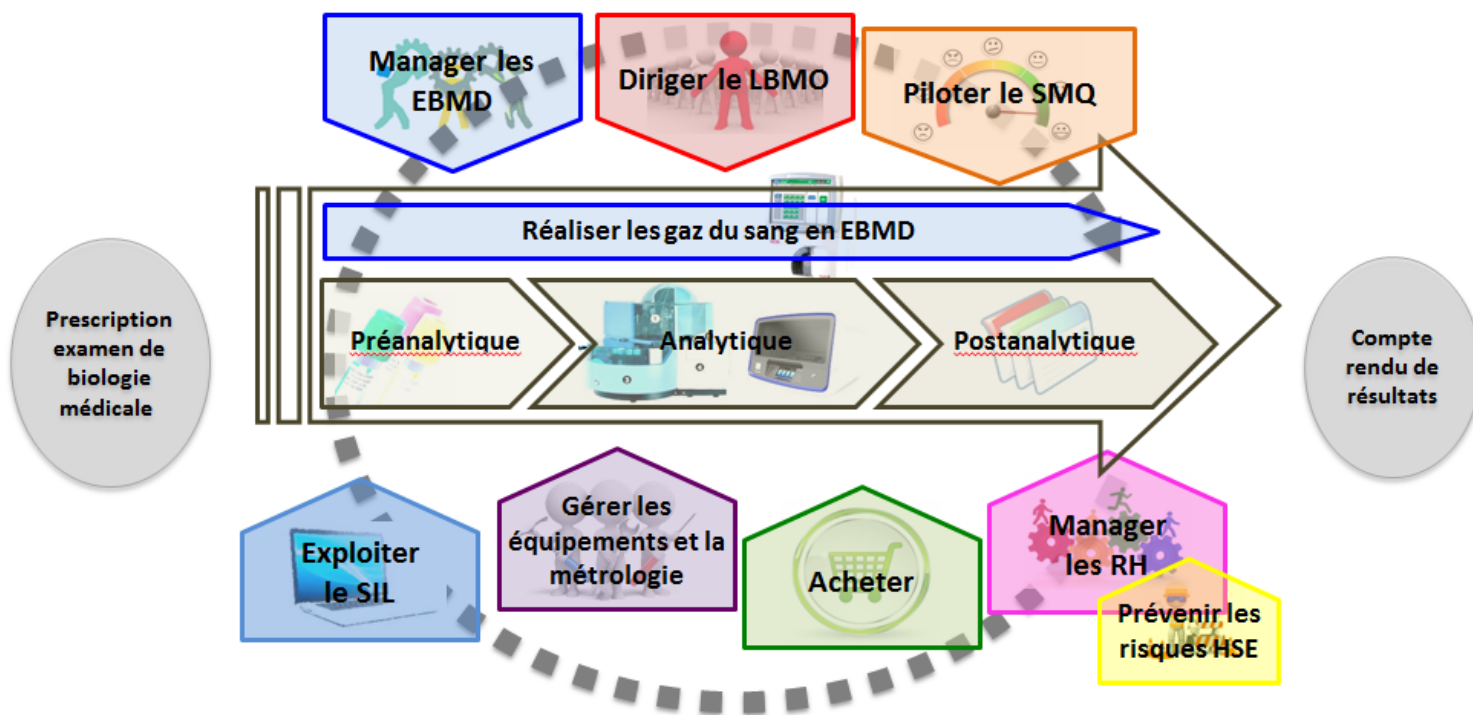 Manager les
EBMD
Diriger le LBMO
Piloter le SMQ
Réaliser les gaz du sang en EBMD
Prescription
examen de
biologie
médicale
Préanalytique
Analytique
Postanalytique
Compte
rendu de
résultats
Exploiter
le SIL
Gérer les
équipements et la
métrologie
Acheter
Manager
les RH
Prévenir les
risques HSE